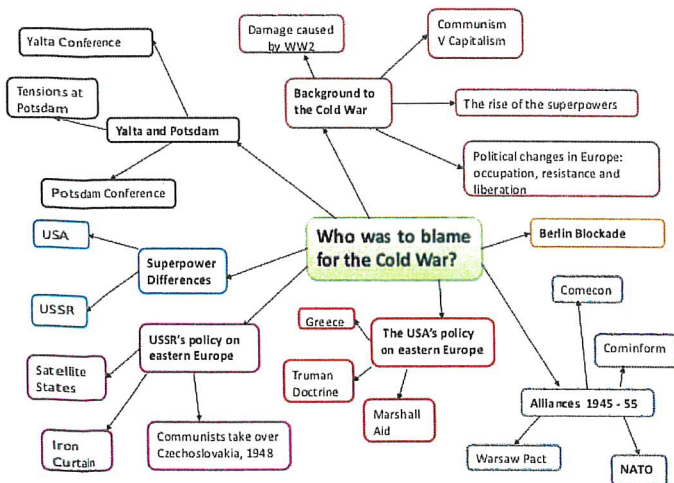 Yalta Conference
Tensions at
Potsdam
Yalta and Potsdam
Potsdam Conference
Damage caused
by WW2
Communism
V Capitalism
Background to
the Cold War
The rise of the superpowers
Political changes in Europe:
occupation, resistance and
liberation
Who was to blame
for the Cold War?
Berlin Blockade
USA
Superpower
Differences
USSR
USSR's policy on
eastern Europe
Satellite
States
Iron
Curtain
Communists take over
Czechoslovakia, 1948
Greece
The USA's policy
on eastern Europe
Truman
Doctrine
Marshall
Aid
Comecon
Cominform
Alliances 1945 - 55
Warsaw Pact
NATO